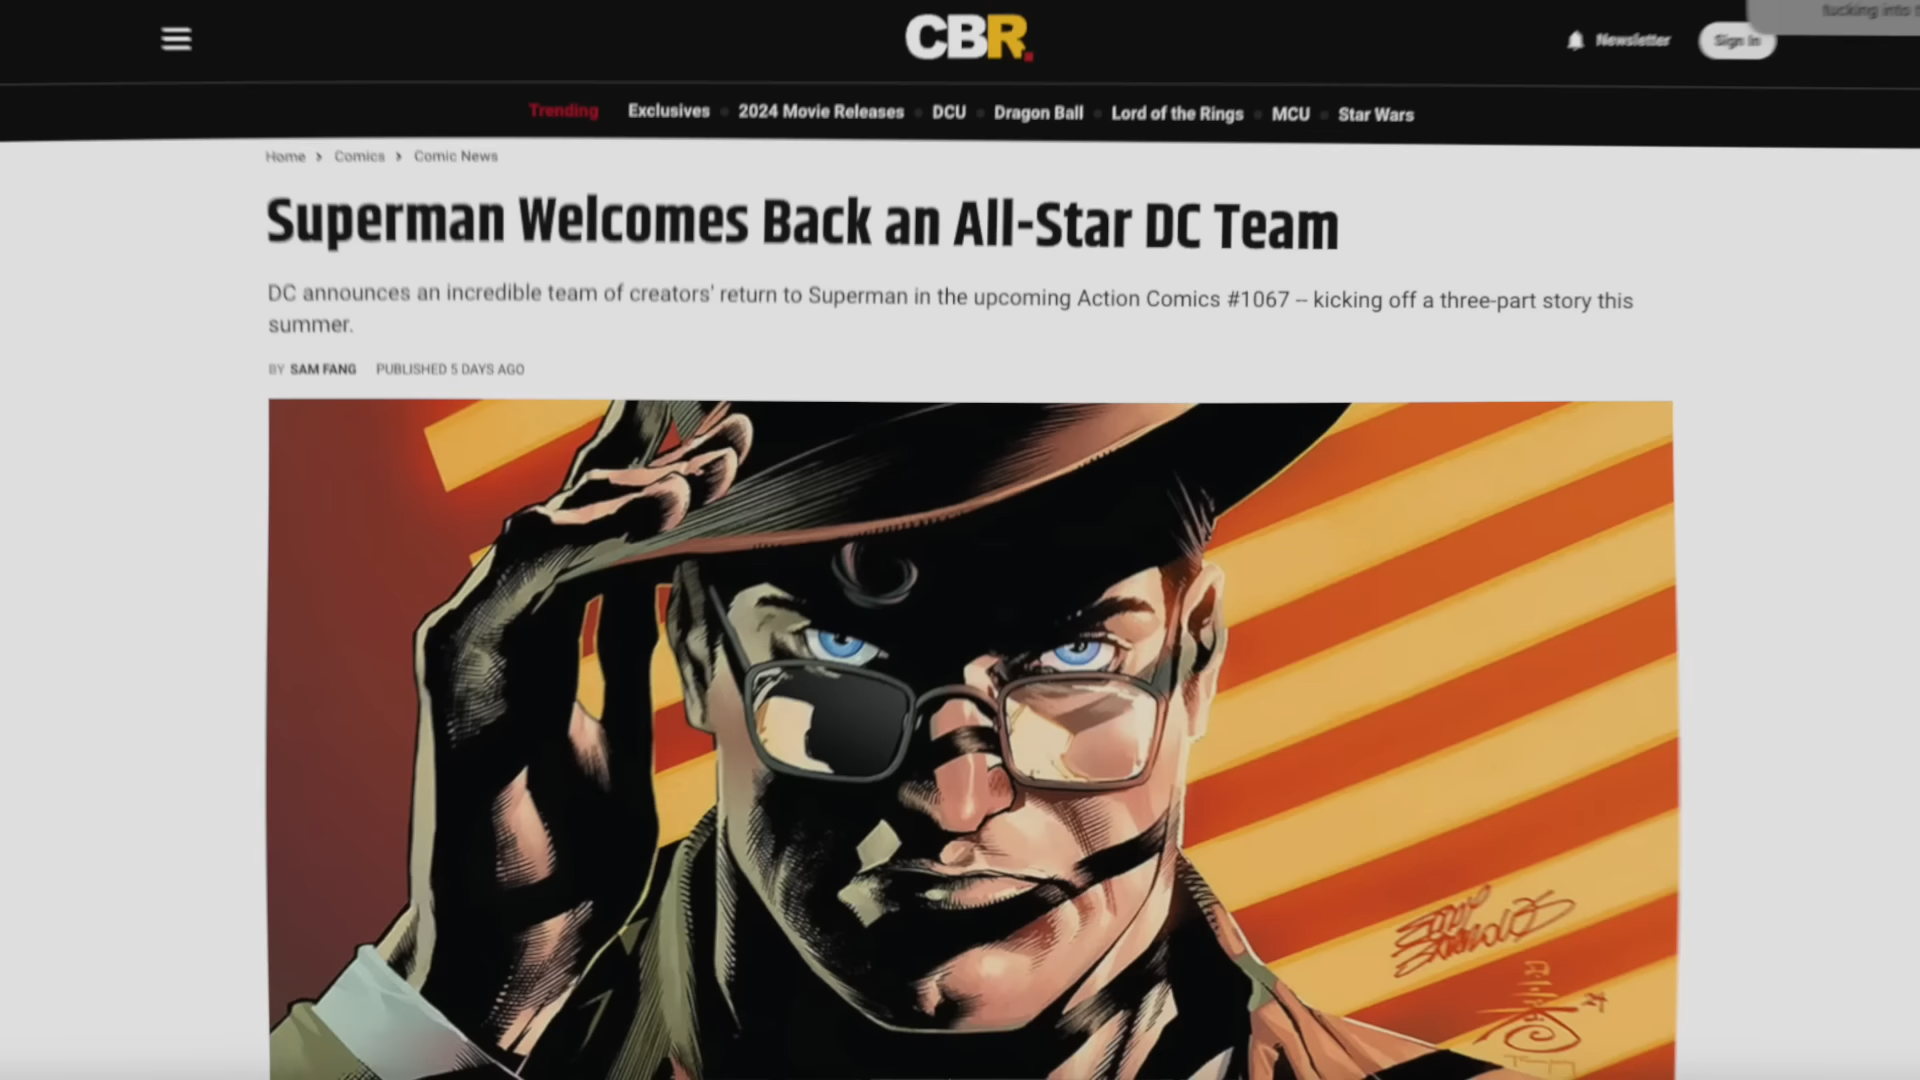 tucking into t
CBR.
Newsletter
Sign In
Trending Exclusives 2024 Movie Releases DCU Dragon Ball Lord of the Rings MCU Star Wars
Home > Comics > Comic News
Superman Welcomes Back an All-Star DC Team
DC announces an incredible team of creators' return to Superman in the upcoming Action Comics #1067 – kicking off a three-part story this
summer.
BY SAM FANG PUBLISHED 5 DAYS AGO